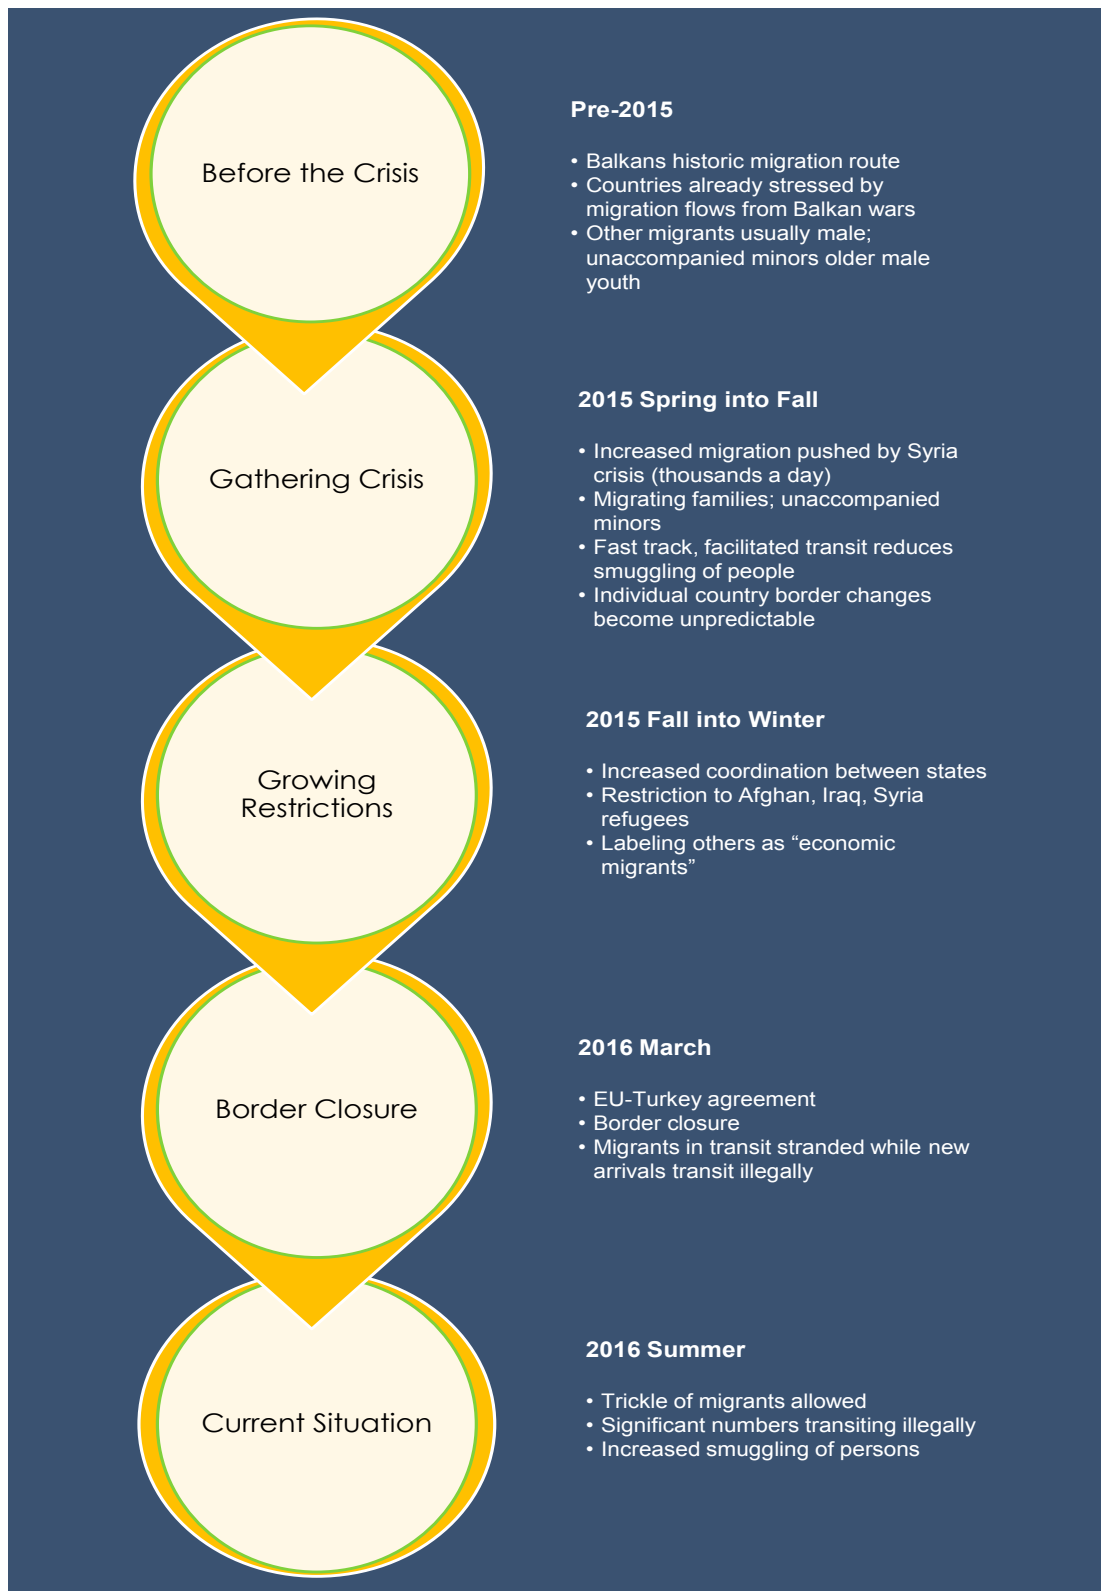 Before the Crisis
Pre-2015
• Balkans historic migration route
• Countries already stressed by
migration flows from Balkan wars
• Other migrants usually male;
unaccompanied minors older male
youth
Gathering Crisis
2015 Spring into Fall
• Increased migration pushed by Syria
crisis (thousands a day)
• Migrating families; unaccompanied
minors
• Fast track, facilitated transit reduces
smuggling of people
• Individual country border changes
become unpredictable
Growing
Restrictions
2015 Fall into Winter
• Increased coordination between states
• Restriction to Afghan, Iraq, Syria
refugees
• Labeling others as “economic
migrants”
Border Closure
2016 March
• EU-Turkey agreement
• Border closure
• Migrants in transit stranded while new
arrivals transit illegally
Current Situation
2016 Summer
• Trickle of migrants allowed
• Significant numbers transiting illegally
• Increased smuggling of persons